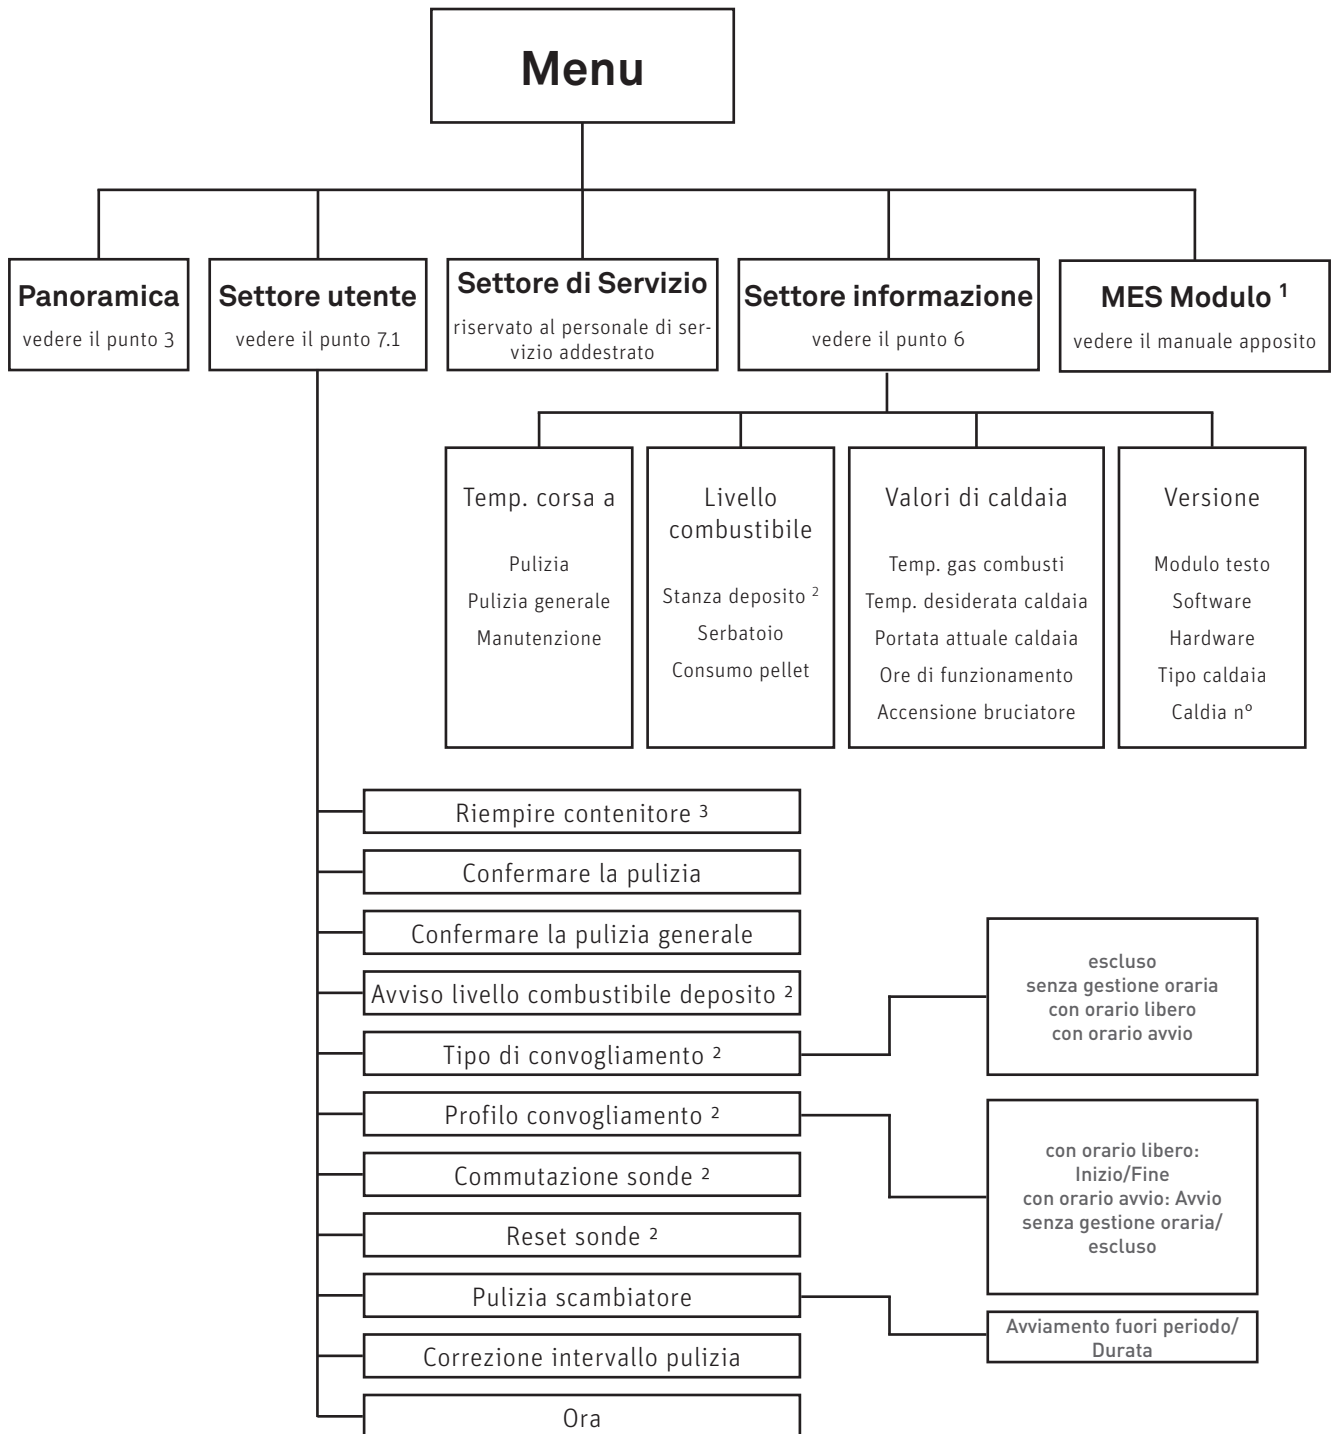 Menu
Panoramica
vedere il punto 3
Settore utente
vedere il punto 7.1
Settore di Servizio
riservato al personale di ser-
vizio addestrato
Settore informazione
vedere il punto 6
MES Modulo ¹
vedere il manuale apposito
Temp. corsa a
Pulizia
Pulizia generale
Manutenzione
Livello
combustibile
Stanza deposito ²
Serbatoio
Consumo pellet
Valori di caldaia
Temp. gas combusti
Temp. desiderata caldaia
Portata attuale caldaia
Ore di funzionamento
Accensione bruciatore
Versione
Modulo testo
Software
Hardware
Tipo caldaia
Caldia nº
Riempire contenitore ³
Confermare la pulizia
Confermare la pulizia generale
Avviso livello combustibile deposito ²
Tipo di convogliamento ²
escluso
senza gestione oraria
con orario libero
con orario avvio
Profilo convogliamento ²
con orario libero:
Inizio/Fine
con orario avvio: Avvio
senza gestione oraria/
escluso
Commutazione sonde ²
Reset sonde ²
Pulizia scambiatore
Avviamento fuori periodo/
Durata
Correzione intervallo pulizia
Ora